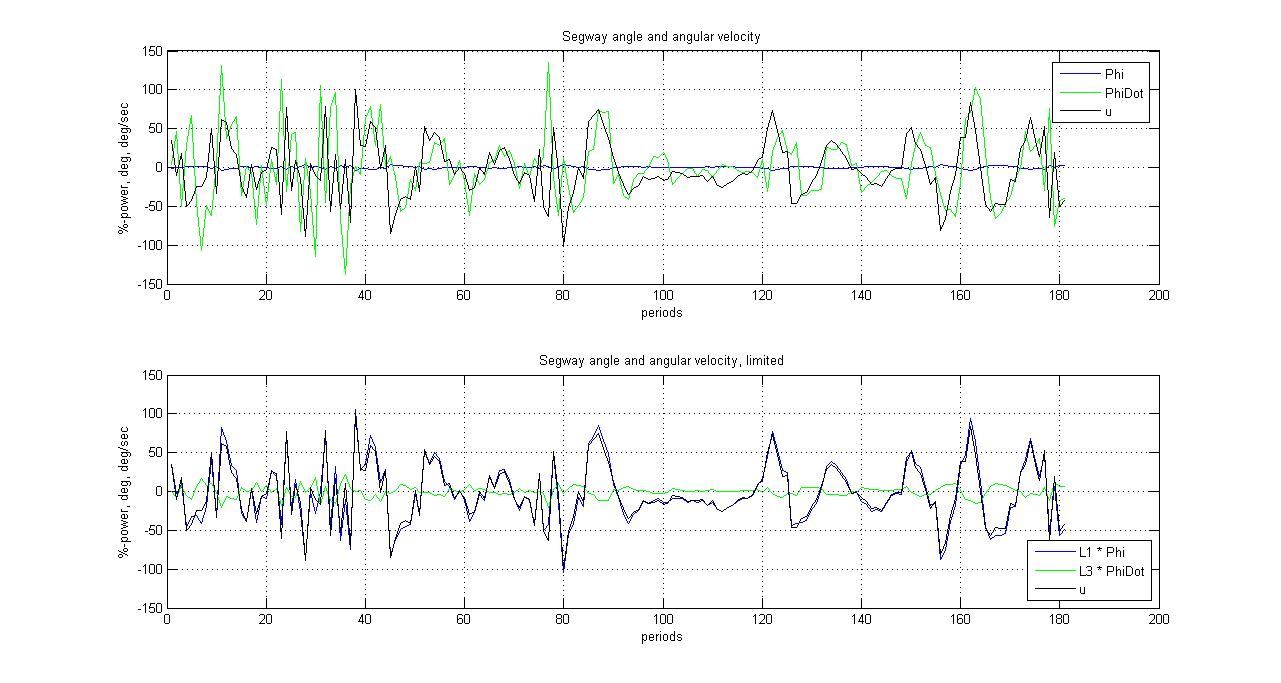 Segway angle and angular velocity
150
100
50
0
-50
-100
-150
%-power, deg, deg/sec
Phi
PhiDot
u
0 20 40 60 80 100 120 140 160 180 200
periods
Segway angle and angular velocity, limited
150
100
50
0
-50
-100
-150
%-power, deg, deg/sec
L1 * Phi
L3 * PhiDot
u
0 20 40 60 80 100 120 140 160 180 200
periods